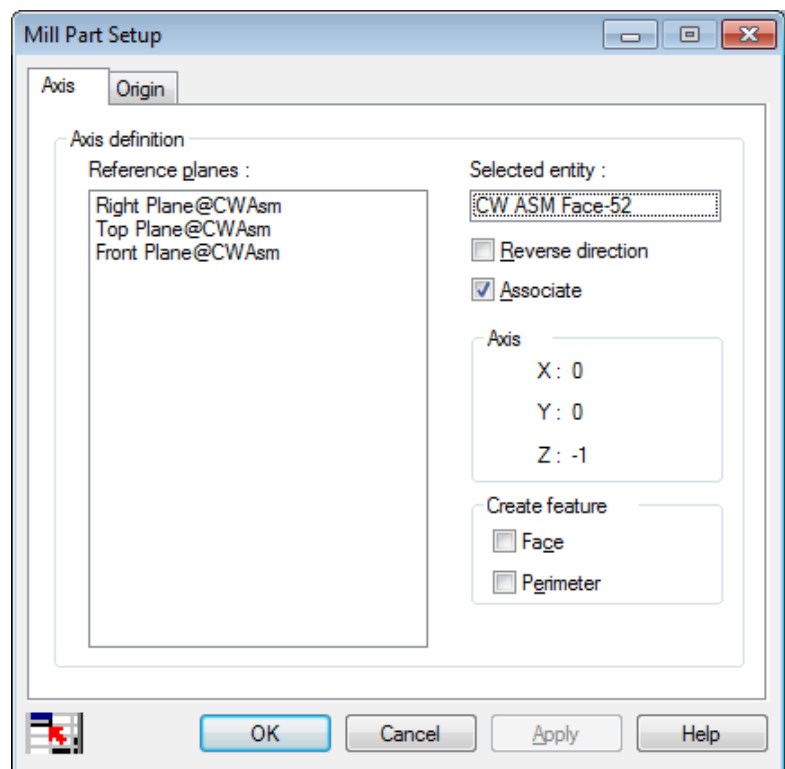 Mill Part Setup
Axis
Origin
Axis definition
Reference planes :
Right Plane@CWAsm
Top Plane@CWAsm
Front Plane@CWAsm
Selected entity :
CW ASM Face-52
Reverse direction
Associate
Axis
X : 0
Y : 0
Z : -1
Create feature
Face
Perimeter
OK
Cancel
Apply
Help